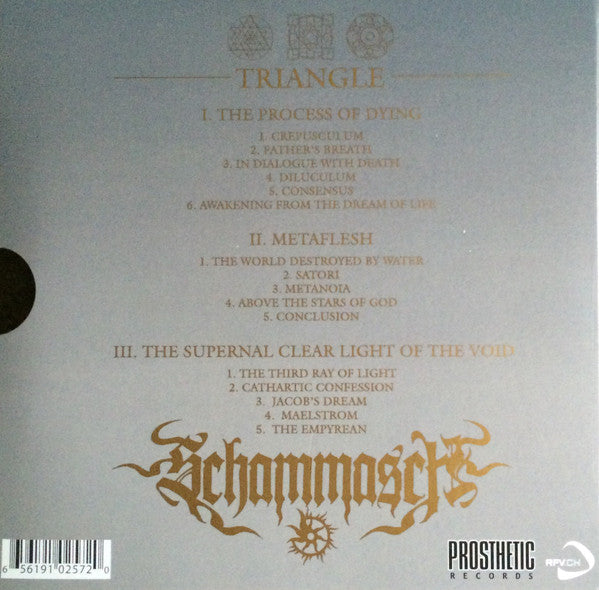 TRIANGLE
I. THE PROCESS OF DYING
1. CREPUSCULUM
2. FATHER'S BREATH
3. IN DIALOGUE WITH DEATH
4. DILUCULUM
5. CONSENSUS
6. AWAKENING FROM THE DREAM OF LIFE
II. METAFLESH
1. THE WORLD DESTROYED BY WATER
2. SATORI
3. METANOIA
4. ABOVE THE STARS OF GOD
5. CONCLUSION
III. THE SUPERNAL CLEAR LIGHT OF THE VOID
1. THE THIRD RAY OF LIGHT
2. CATHARTIC CONFESSION
3. JACOB'S DREAM
4. MAELSTROM
5. THE EMPYREAN
Schammasch
6 56191 02572 0
PROSTHETIC
RECORDS
RPV.CH